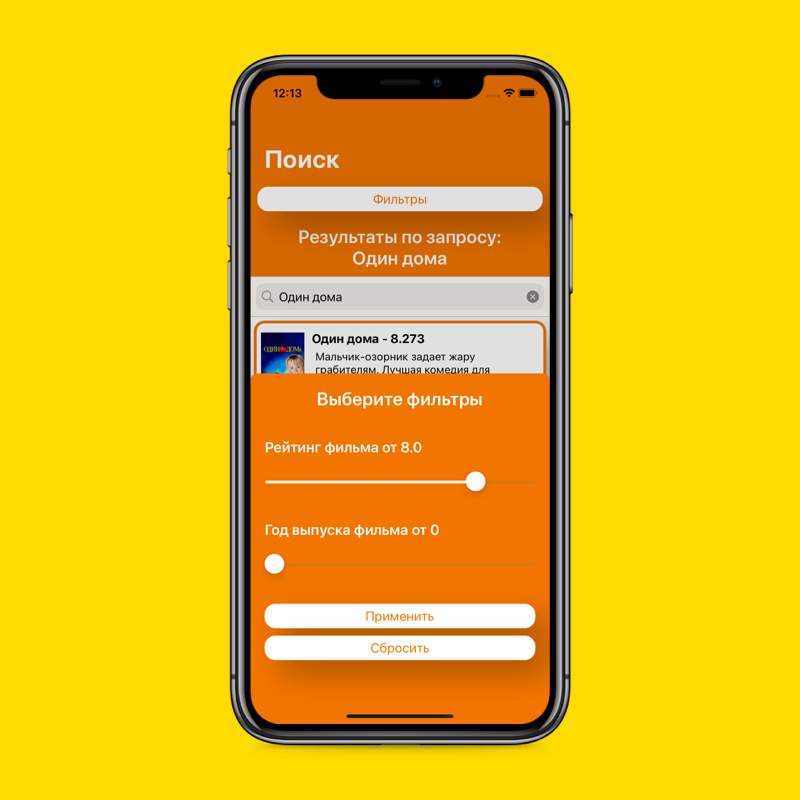 12:13
Поиск
Фильтры
Результаты по запросу:
Один дома
Один дома
Один дома - 8.273
ОДИН ДОМА
Мальчик-озорник задает жару
грабителям. Лучшая комедия для
Выберите фильтры
Рейтинг фильма от 8.0
Год выпуска фильма от 0
Применить
Сбросить